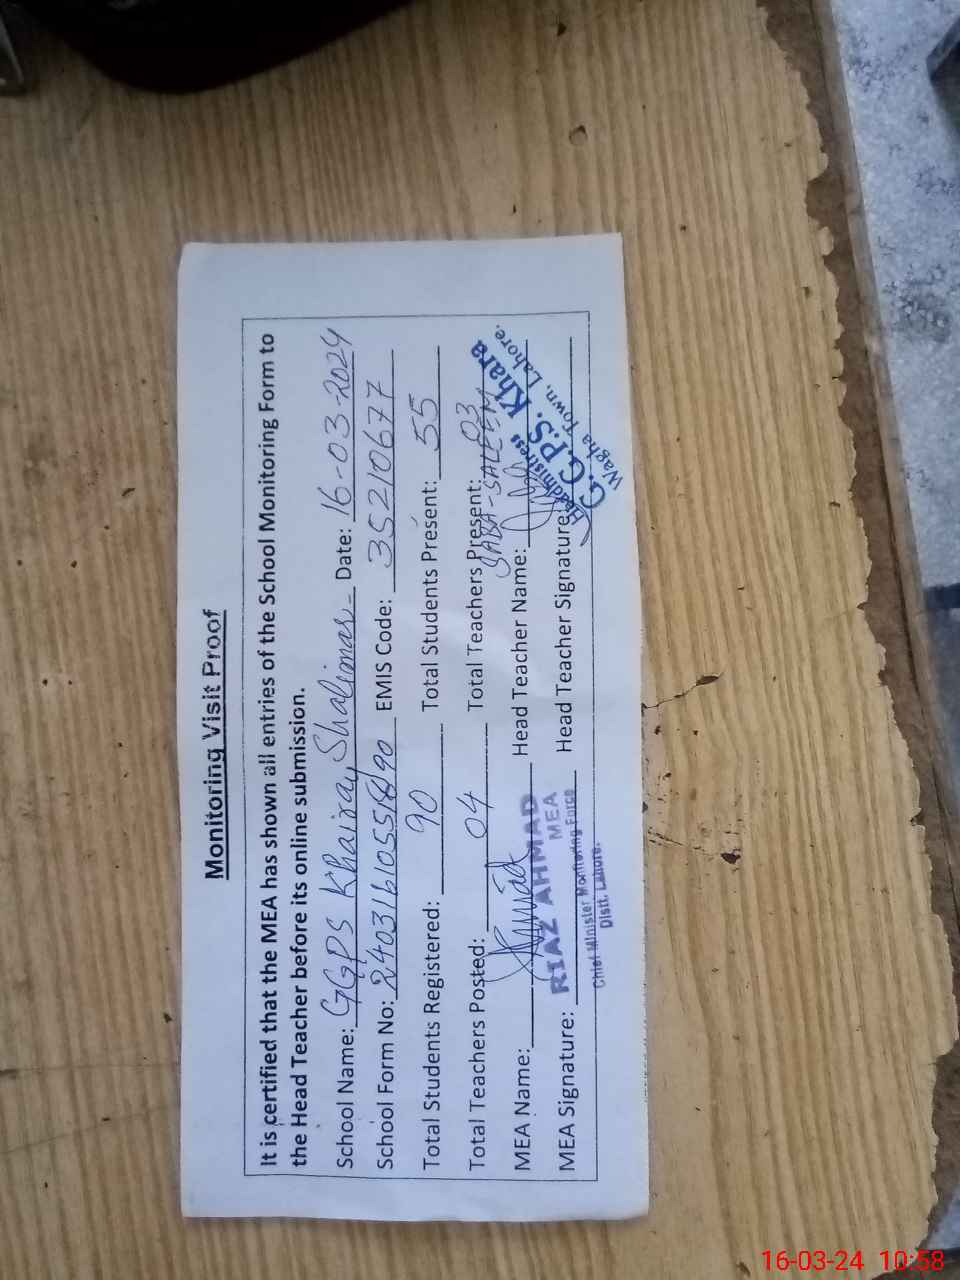 Monitoring Visit Proof
It is certified that the MEA has shown all entries of the School Monitoring Form to
the Head Teacher before its online submission.
School Name: GGPS Khairay Shalimar Date: 16-03-2024
School Form No: EMIS Code: 35210677
Total Students Registered: 90 Total Students Present: 55
Total Teachers Posted: 04 Total Teachers Present: 03
MEA Name: Head Teacher Name: SABA-SALEEM
MEA Signature: Head Teacher Signature:
RIAZ AHMAD
MEA
Chief Minister Monitoring Force
Distt. Lahore.
Headmistress
G.G.P.S. Khara
Wagha Town, Lahore.
16-03-24 10:58